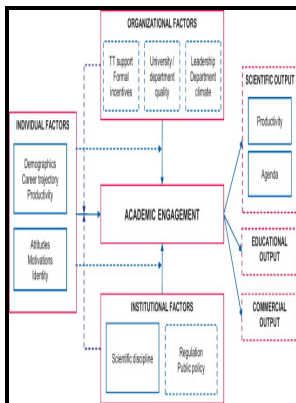 ORGANIZATIONAL FACTORS
TT support
Formal
incentives
University/
department
quality
Leadership
Department
climate
SCIENTIFIC OUTPUT
Productivity
Agenda
INDIVIDUAL FACTORS
Demographics
Career trajectory
Productivity
Attitudes
Motivations
Identity
ACADEMIC ENGAGEMENT
EDUCATIONAL
OUTPUT
COMMERCIAL
OUTPUT
INSTITUTIONAL FACTORS
Scientific discipline
Regulation
Public policy